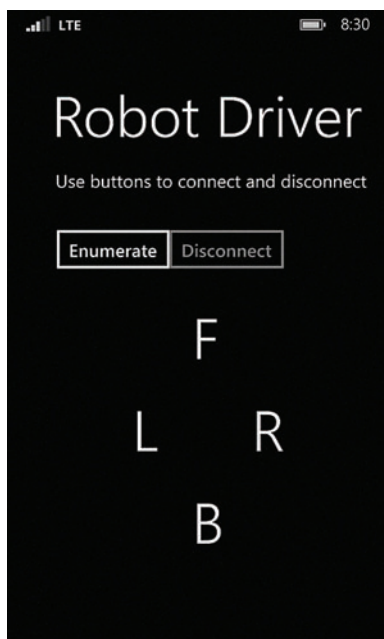 LTE 8:30
Robot Driver
Use buttons to connect and disconnect
Enumerate Disconnect
F
L R
B